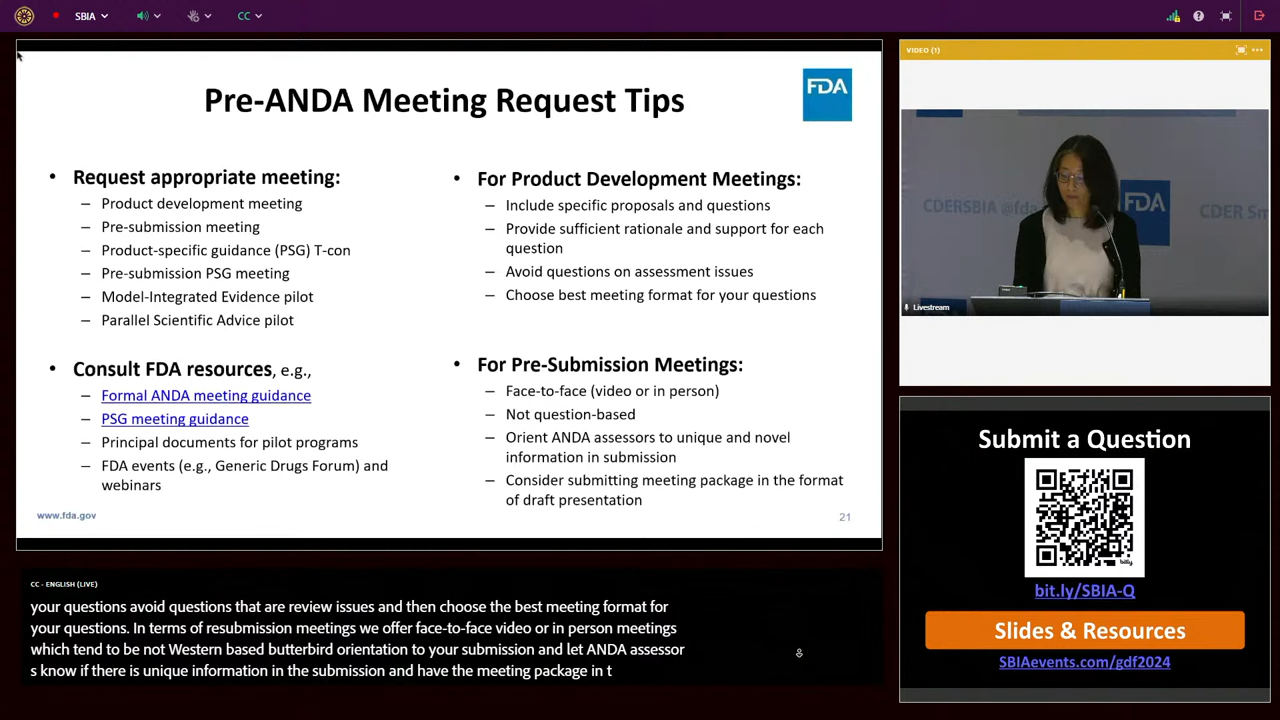 SBIA
CC
Pre-ANDA Meeting Request Tips
FDA
• Request appropriate meeting:
– Product development meeting
– Pre-submission meeting
– Product-specific guidance (PSG) T-con
– Pre-submission PSG meeting
– Model-Integrated Evidence pilot
– Parallel Scientific Advice pilot
• Consult FDA resources, e.g.,
– Formal ANDA meeting guidance
– PSG meeting guidance
– Principal documents for pilot programs
– FDA events (e.g., Generic Drugs Forum) and
webinars
• For Product Development Meetings:
– Include specific proposals and questions
– Provide sufficient rationale and support for each
question
– Avoid questions on assessment issues
– Choose best meeting format for your questions
• For Pre-Submission Meetings:
– Face-to-face (video or in person)
– Not question-based
– Orient ANDA assessors to unique and novel
information in submission
– Consider submitting meeting package in the format
of draft presentation
www.fda.gov
21
CC - ENGLISH (LIVE)
your questions avoid questions that are review issues and then choose the best meeting format for
your questions. In terms of resubmission meetings we offer face-to-face video or in person meetings
which tend to be not Western based butterbird orientation to your submission and let ANDA assessor
s know if there is unique information in the submission and have the meeting package in t
VIDEO (1)
CDERSBIA @fda
FDA
CDER Sm
Livestream
Submit a Question
bitly
bit.ly/SBIA-Q
Slides & Resources
SBIAevents.com/gdf2024